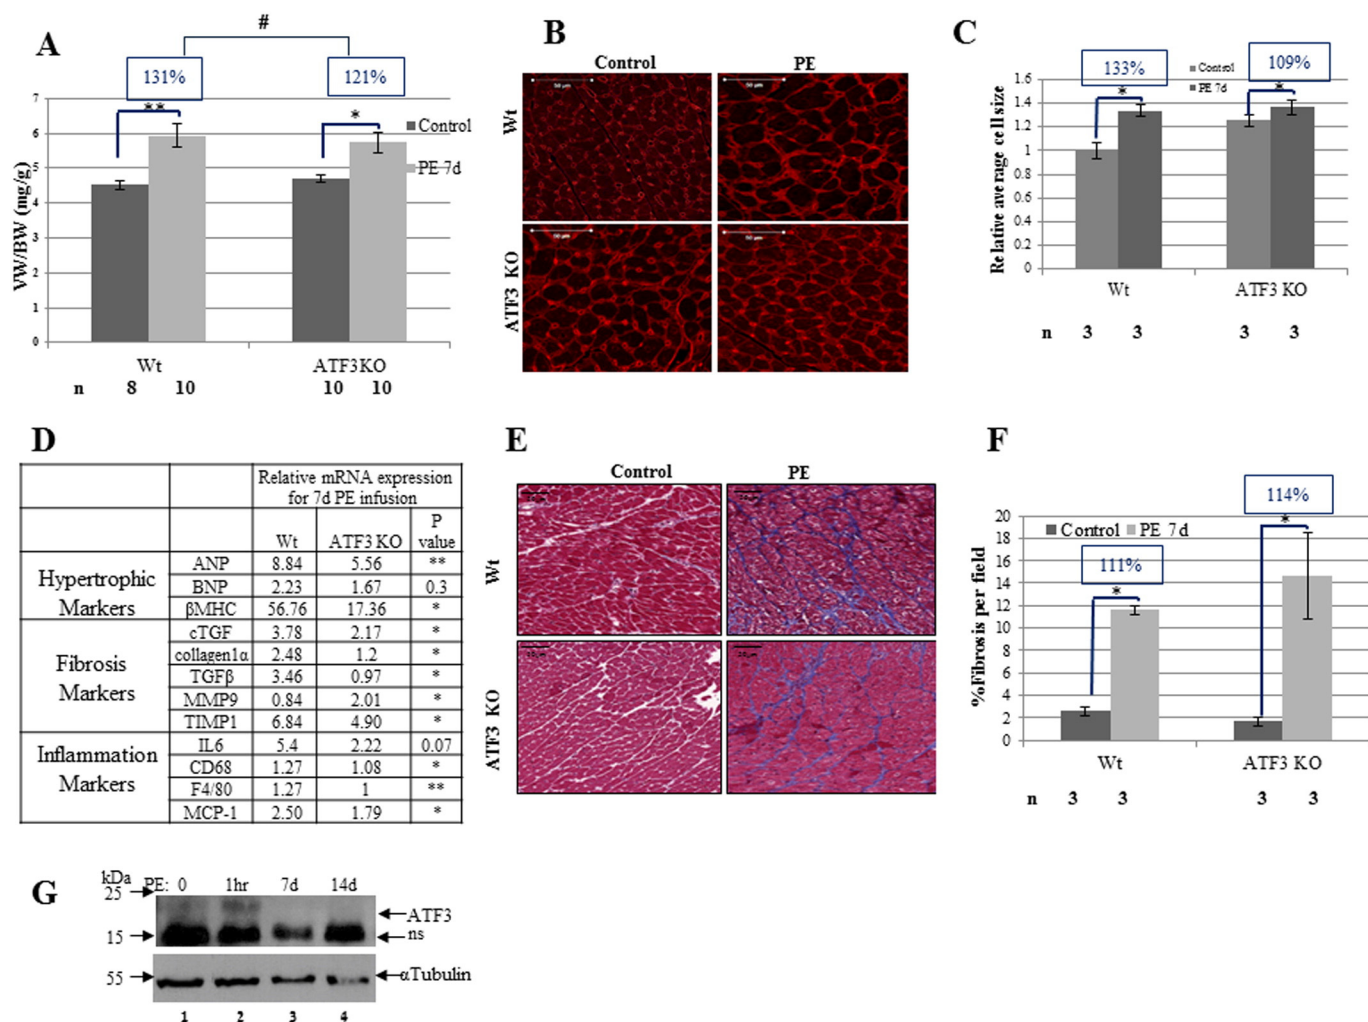 A
#
131%
121%
**
*
Control
PE 7d
VW/BW (mg/g)
7
6
5
4
3
2
1
0
Wt
ATF3KO
n 8 10 10 10
B
Control PE
Wt
ATF3 KO
50 µm
50 µm
50 µm
50 µm
C
133%
109%
Control
PE 7d
*
*
Relative average cell size
1.6
1.4
1.2
1
0.8
0.6
0.4
0.2
0
Wt
ATF3 KO
n 3 3 3 3
D
Relative mRNA expression
for 7d PE infusion
Wt ATF3 KO P value
Hypertrophic Markers
ANP 8.84 5.56 **
BNP 2.23 1.67 0.3
βMHC 56.76 17.36 *
Fibrosis Markers
cTGF 3.78 2.17 *
collagen1α 2.48 1.2 *
TGFβ 3.46 0.97 *
MMP9 0.84 2.01 *
TIMP1 6.84 4.90 *
Inflammation Markers
IL6 5.4 2.22 0.07
CD68 1.27 1.08 *
F4/80 1.27 1 **
MCP-1 2.50 1.79 *
E
Control PE
Wt
ATF3 KO
F
114%
111%
*
*
Control
PE 7d
%Fibrosis per field
20
18
16
14
12
10
8
6
4
2
0
Wt
ATF3 KO
n 3 3 3 3
G
kDa PE: 0 1hr 7d 14d
25
ATF3
15
ns
55
αTubulin
1 2 3 4